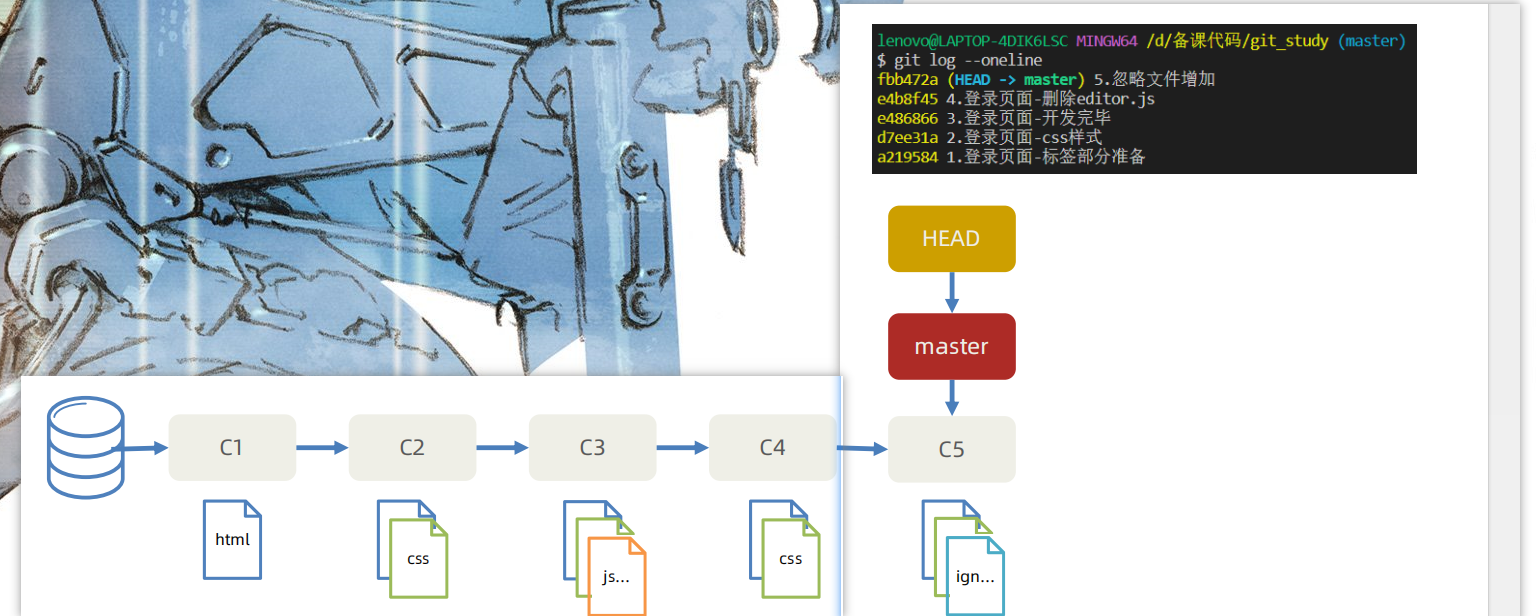 lenovo@LAPTOP-4DIK6LSC MINGW64 /d/备课代码/git_study (master)
$ git log --oneline
fbb472a (HEAD -> master) 5.忽略文件增加
e4b8f45 4.登录页面-删除editor.js
e486866 3.登录页面-开发完毕
d7ee31a 2.登录页面-css样式
a219584 1.登录页面-标签部分准备
HEAD
master
C1
C2
C3
C4
C5
html
css
js...
css
ign...